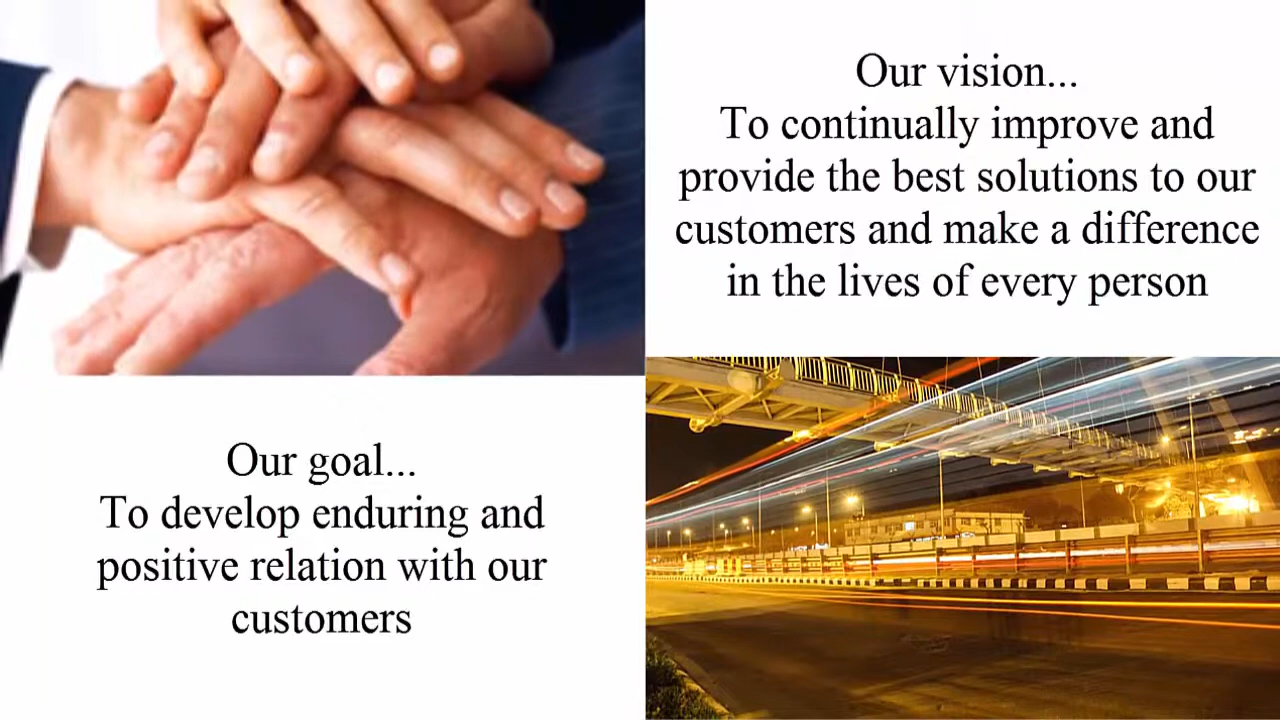 Our vision...
To continually improve and
provide the best solutions to our
customers and make a difference
in the lives of every person
Our goal...
To develop enduring and
positive relation with our
customers